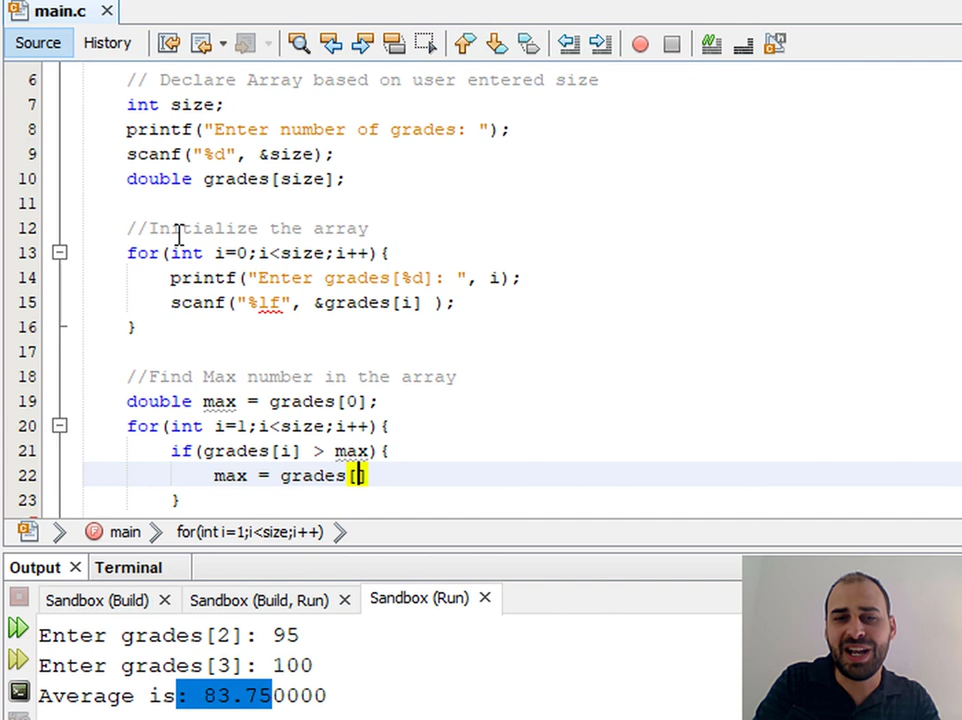 main.c
Source History
6 // Declare Array based on user entered size
7 int size;
8 printf("Enter number of grades: ");
9 scanf("%d", &size);
10 double grades[size];
11
12 //Initialize the array
13 for(int i=0;i<size;i++){
14 printf("Enter grades[%d]: ", i);
15 scanf("%lf", &grades[i] );
16 }
17
18 //Find Max number in the array
19 double max = grades[0];
20 for(int i=1;i<size;i++){
21 if(grades[i] > max){
22 max = grades[]
23 }
main for(int i=1;i<size;i++)
Output Terminal
Sandbox (Build) Sandbox (Build, Run) Sandbox (Run)
Enter grades[2]: 95
Enter grades[3]: 100
Average is: 83.750000